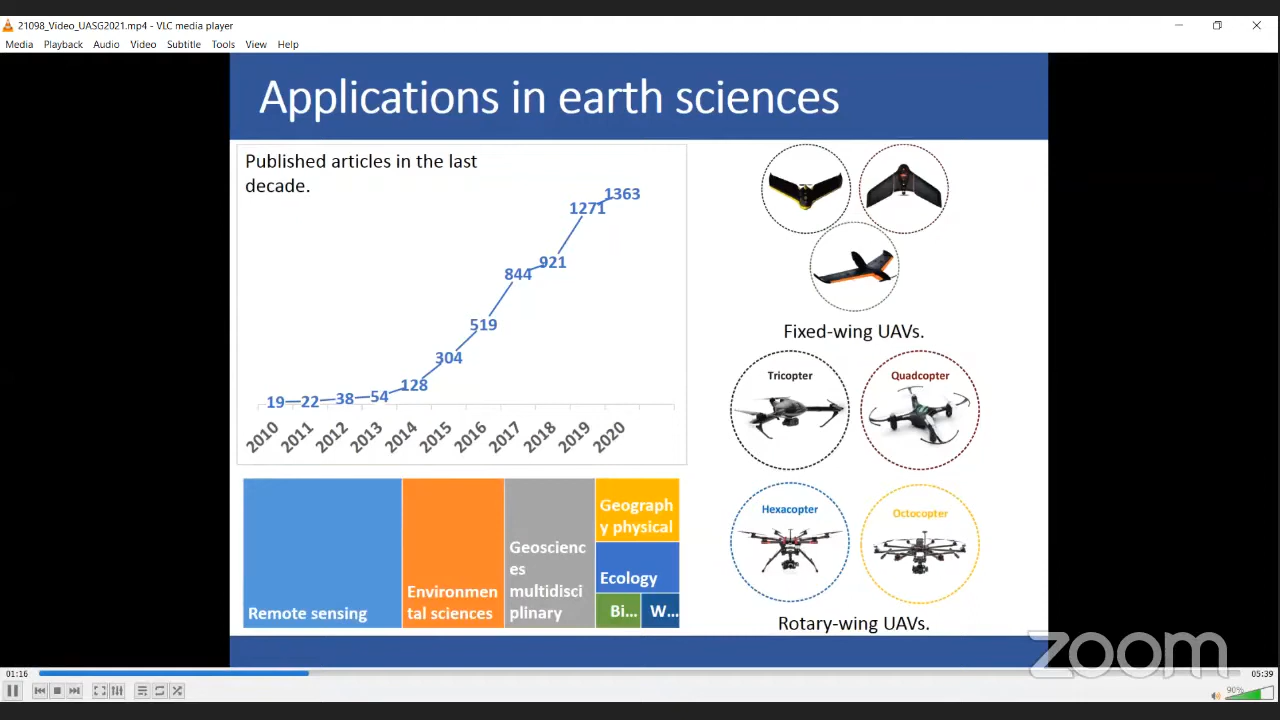 21098_Video_UASG2021.mp4 - VLC media player
Media Playback Audio Video Subtitle Tools View Help
Applications in earth sciences
Published articles in the last
decade.
1363
1271
921
844
519
304
128
54
38
22
19
2010 2011 2012 2013 2014 2015 2016 2017 2018 2019 2020
Remote sensing
Environmen
tal sciences
Geoscienc
es
multidisci
plinary
Geograph
y physical
Ecology
Bi...
W...
Fixed-wing UAVs.
Tricopter
Quadcopter
Hexacopter
Octocopter
Rotary-wing UAVs.
zoom
01:16
05:39
90%